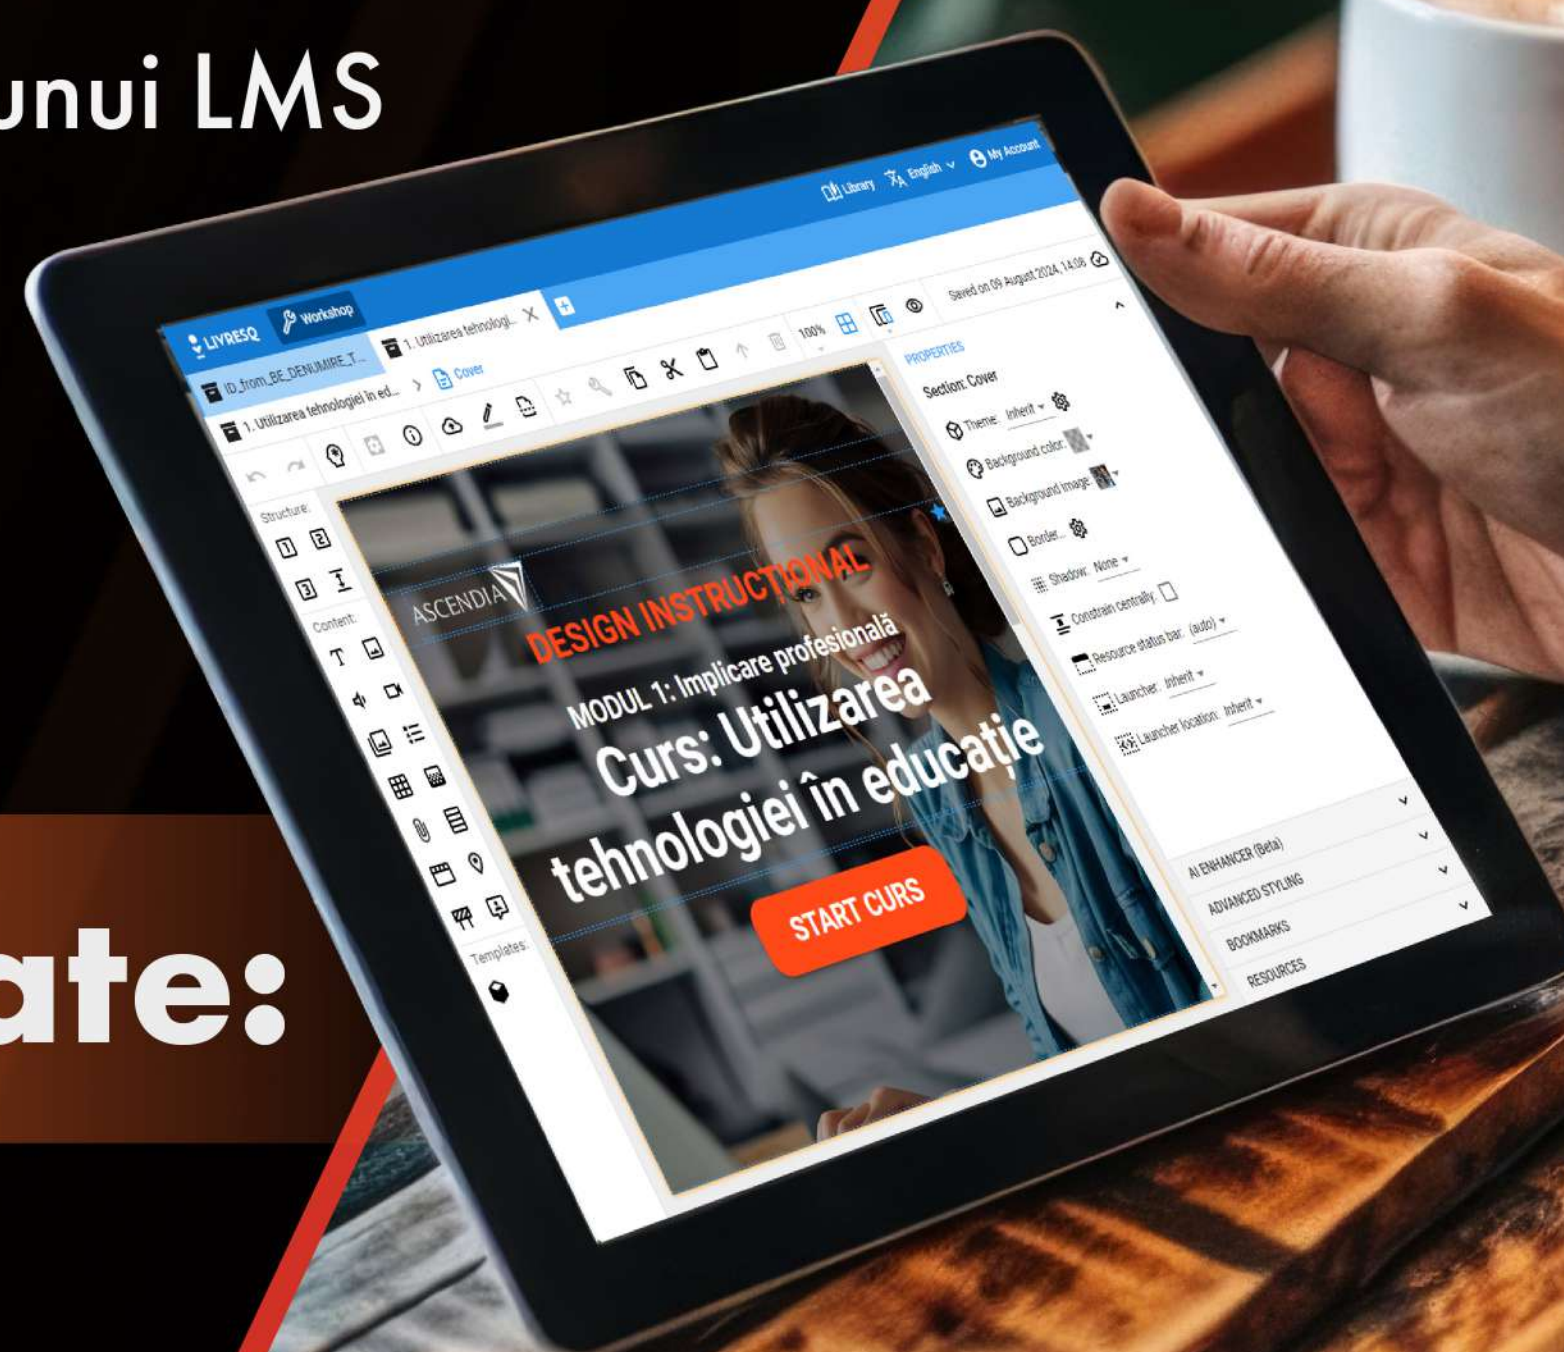 unui LMS
Library
English
My Account
LIVRESQ
Workshop
ID_from_BE_DENUMIRE_T...
1. Utilizarea tehnologi...
1. Utilizarea tehnologiei în ed...
Cover
100%
Saved on 09 August 2024, 14:08
Structure:
Content:
Templates:
ASCENDIA
DESIGN INSTRUCȚIONAL
MODUL 1: Implicare profesională
Curs: Utilizarea
tehnologiei în educație
START CURS
PROPERTIES
Section: Cover
Theme: Inherit
Background color:
Background image:
Border...
Shadow: None
Constrain centrally:
Resource status bar: (auto)
Launcher: Inherit
Launcher location: Inherit
AI ENHANCER (Beta)
ADVANCED STYLING
BOOKMARKS
RESOURCES
ate: